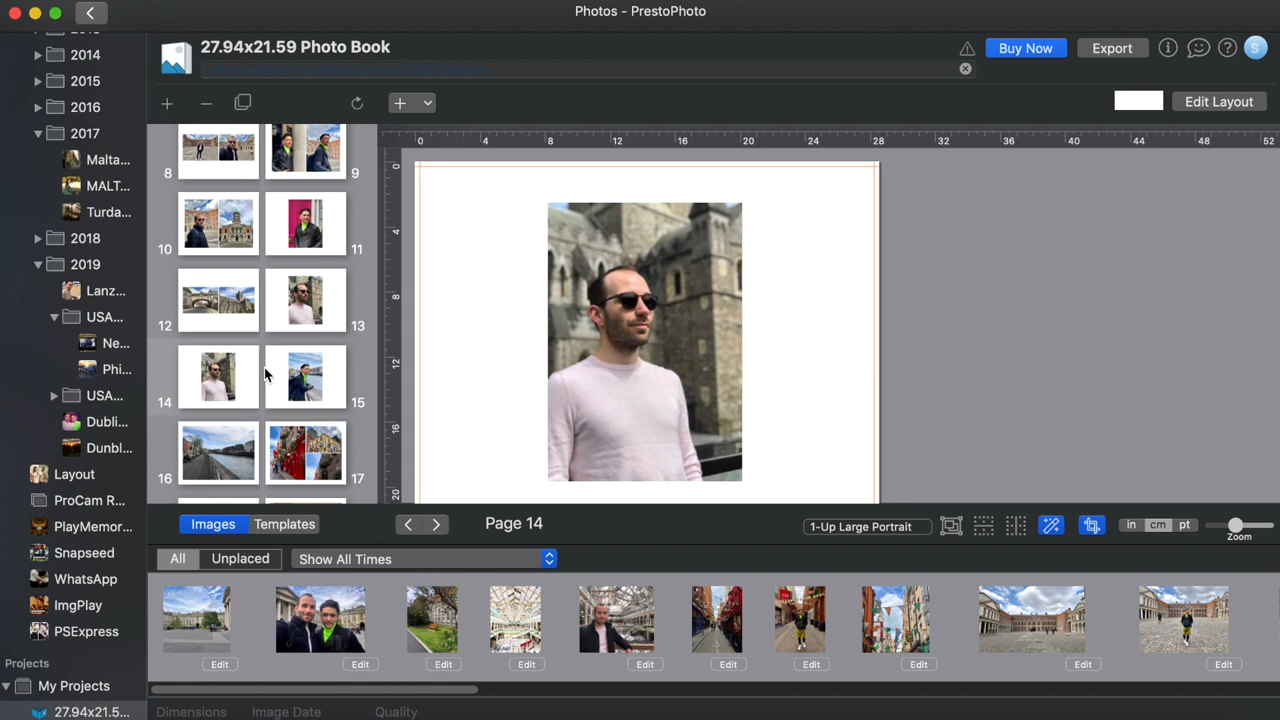 Photos - PrestoPhoto
2014
2015
2016
2017
Malta...
MALT...
Turda...
2018
2019
Lanz...
USA...
Ne...
Phi...
USA...
Dubli...
Dunbl...
Layout
ProCam R...
PlayMemor...
Snapseed
WhatsApp
ImgPlay
PSExpress
Projects
My Projects
27.94x21.5...
27.94x21.59 Photo Book
Buy Now
Export
S
Edit Layout
8
9
10
11
12
13
14
15
16
17
0 4 8 12 16 20 24 28 32 36 40 44 48 52
0
4
8
12
16
20
Images
Templates
Page 14
1-Up Large Portrait
in cm pt
Zoom
All
Unplaced
Show All Times
Edit
Edit
Edit
Edit
Edit
Edit
Edit
Edit
Edit
Edit
Dimensions
Image Date
Quality